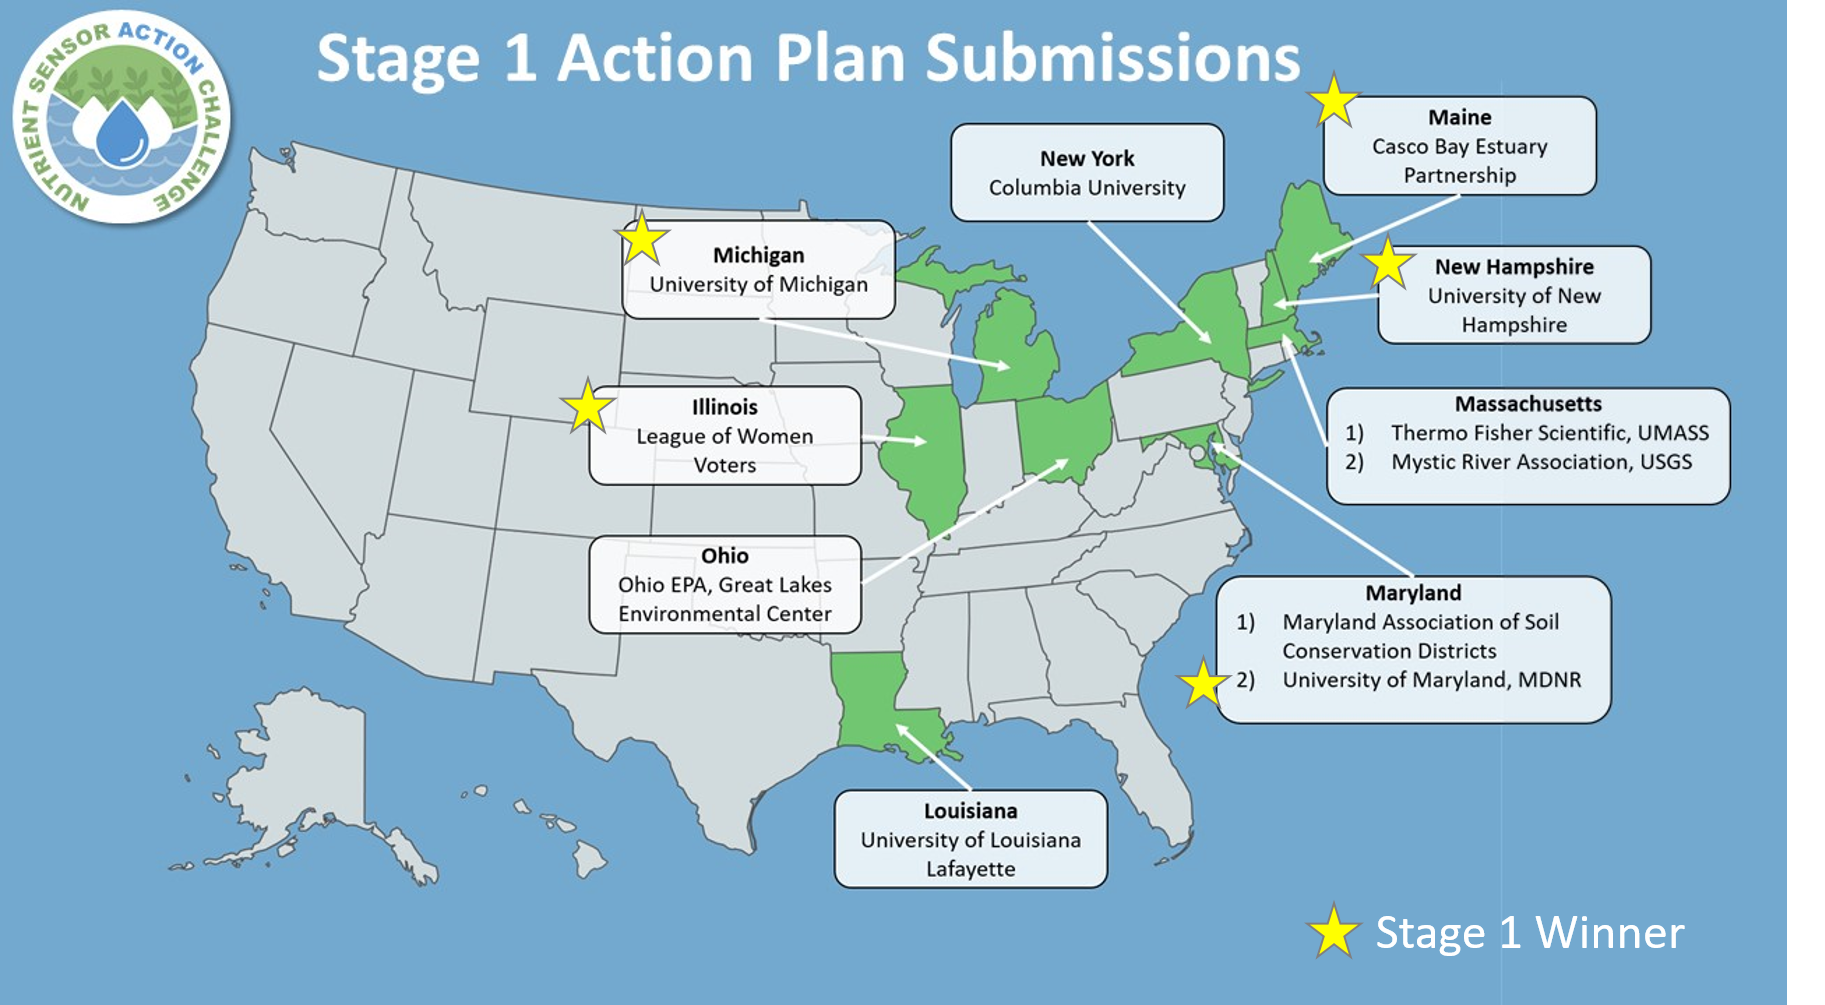 NUTRIENT SENSOR ACTION CHALLENGE
Stage 1 Action Plan Submissions
Maine
Casco Bay Estuary
Partnership
New York
Columbia University
Michigan
University of Michigan
New Hampshire
University of New
Hampshire
Illinois
League of Women
Voters
Massachusetts
1) Thermo Fisher Scientific, UMASS
2) Mystic River Association, USGS
Ohio
Ohio EPA, Great Lakes
Environmental Center
Maryland
1) Maryland Association of Soil
Conservation Districts
2) University of Maryland, MDNR
Louisiana
University of Louisiana
Lafayette
Stage 1 Winner